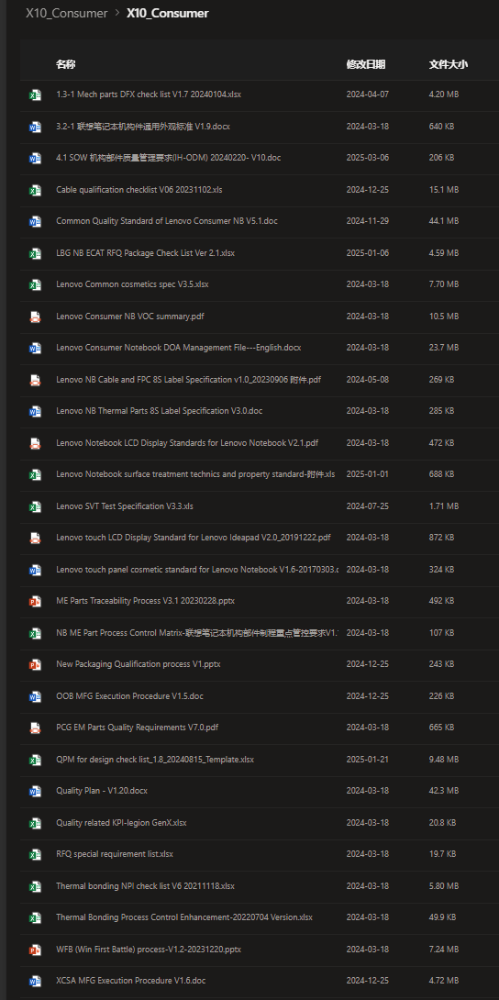 X10_Consumer > X10_Consumer
名称 修改日期 文件大小
1.3-1 Mech parts DFX check list V1.7 20240104.xlsx 2024-04-07 4.20 MB
3.2-1 联想笔记本机构件通用外观标准 V1.9.docx 2024-03-18 640 KB
4.1 SOW 机构部件质量管理要求(IH-ODM) 20240220- V10.doc 2025-03-06 206 KB
Cable qualification checklist V06 20231102.xls 2024-12-25 15.1 MB
Common Quality Standard of Lenovo Consumer NB V5.1.doc 2024-11-29 44.1 MB
LBG NB ECAT RFQ Package Check List Ver 2.1.xlsx 2025-01-06 4.59 MB
Lenovo Common cosmetics spec V3.5.xlsx 2024-03-18 7.70 MB
Lenovo Consumer NB VOC summary.pdf 2024-03-18 10.5 MB
Lenovo Consumer Notebook DOA Management File---English.docx 2024-03-18 23.7 MB
Lenovo NB Cable and FPC 8S Label Specification v1.0_20230906 附件.pdf 2024-05-08 269 KB
Lenovo NB Thermal Parts 8S Label Specification V3.0.doc 2024-03-18 285 KB
Lenovo Notebook LCD Display Standards for Lenovo Notebook V2.1.pdf 2024-03-18 472 KB
Lenovo Notebook surface treatment technics and property standard-附件.xls 2025-01-01 688 KB
Lenovo SVT Test Specification V3.3.xls 2024-07-25 1.71 MB
Lenovo touch LCD Display Standard for Lenovo Ideapad V2.0_20191222.pdf 2024-03-18 872 KB
Lenovo touch panel cosmetic standard for Lenovo Notebook V1.6-20170303.d 2024-03-18 324 KB
ME Parts Traceability Process V3.1 20230228.pptx 2024-03-18 492 KB
NB ME Part Process Control Matrix-联想笔记本机构部件制程重点管控要求V1. 2024-03-18 107 KB
New Packaging Qualification process V1.pptx 2024-12-25 243 KB
OOB MFG Execution Procedure V1.5.doc 2024-12-25 226 KB
PCG EM Parts Quality Requirements V7.0.pdf 2024-03-18 665 KB
QPM for design check list_1.8_20240815_Template.xlsx 2025-01-21 9.48 MB
Quality Plan - V1.20.docx 2024-03-18 42.3 MB
Quality related KPI-legion GenX.xlsx 2024-03-18 20.8 KB
RFQ special requirement list.xlsx 2024-03-18 19.7 KB
Thermal bonding NPI check list V6 20211118.xlsx 2024-03-18 5.80 MB
Thermal Bonding Process Control Enhancement-20220704 Version.xlsx 2024-03-18 49.9 KB
WFB (Win First Battle) process-V1.2-20231220.pptx 2024-03-18 7.24 MB
XCSA MFG Execution Procedure V1.6.doc 2024-12-25 4.72 MB